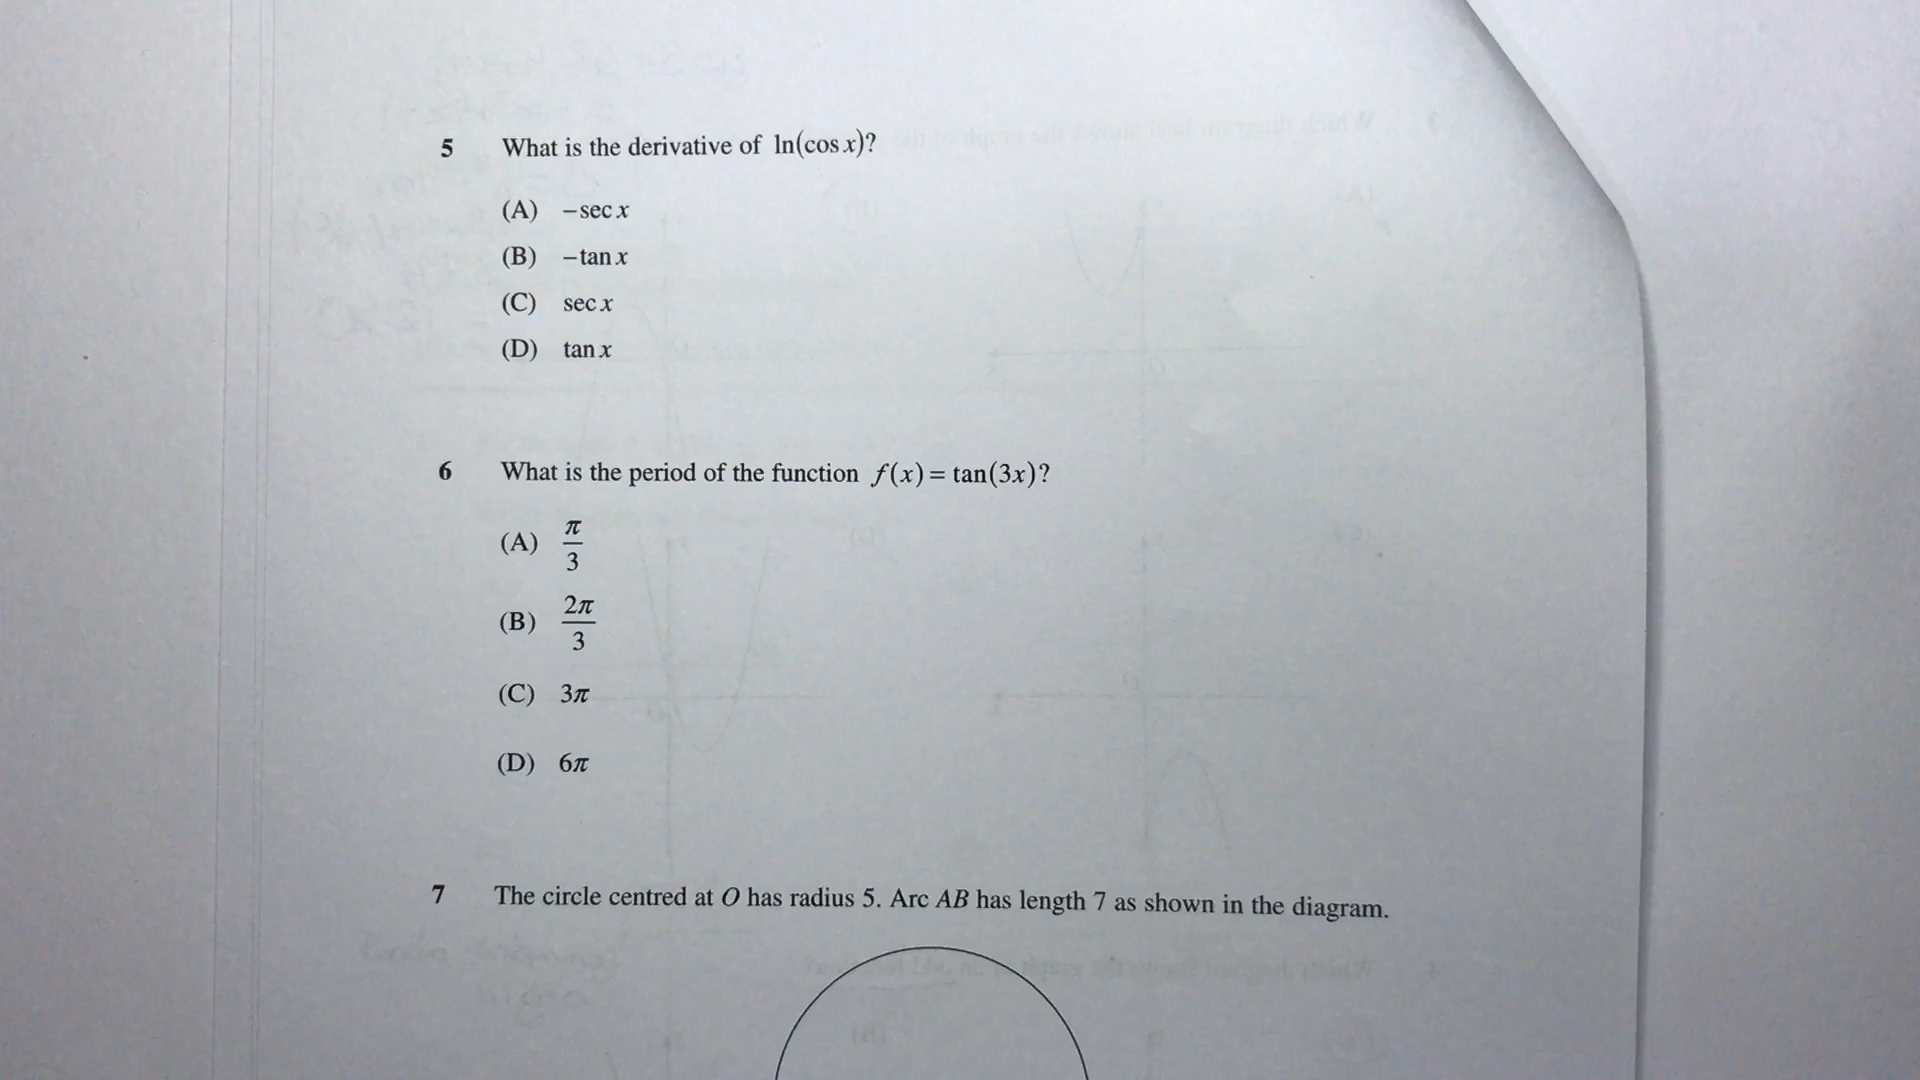 5 What is the derivative of ln(cos x)?
(A) −sec x
(B) −tan x
(C) sec x
(D) tan x
6 What is the period of the function f(x) = tan(3x)?
(A) π/3
(B) 2π/3
(C) 3π
(D) 6π
7 The circle centred at O has radius 5. Arc AB has length 7 as shown in the diagram.